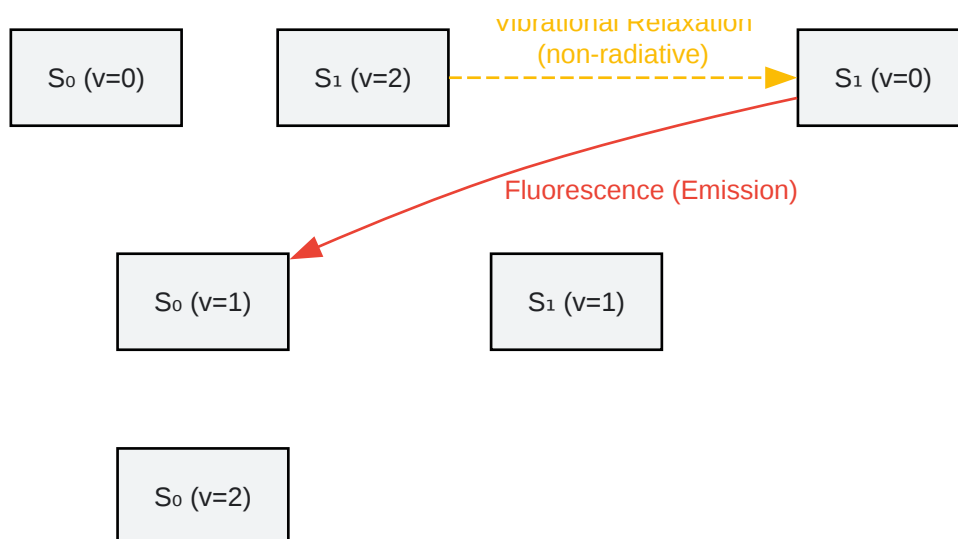 Vibrational Relaxation
(non-radiative)
S₀ (v=0)
S₁ (v=2)
S₁ (v=0)
Fluorescence (Emission)
S₀ (v=1)
S₁ (v=1)
S₀ (v=2)